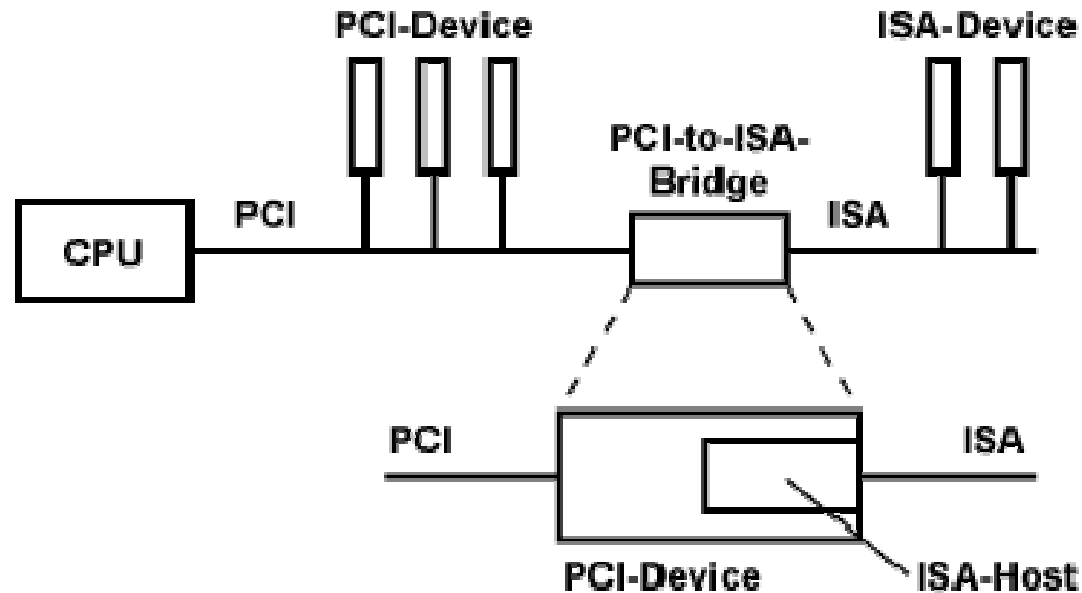 PCI-Device
ISA-Device
PCI-to-ISA-
Bridge
PCI
ISA
CPU
PCI
ISA
PCI-Device
ISA-Host